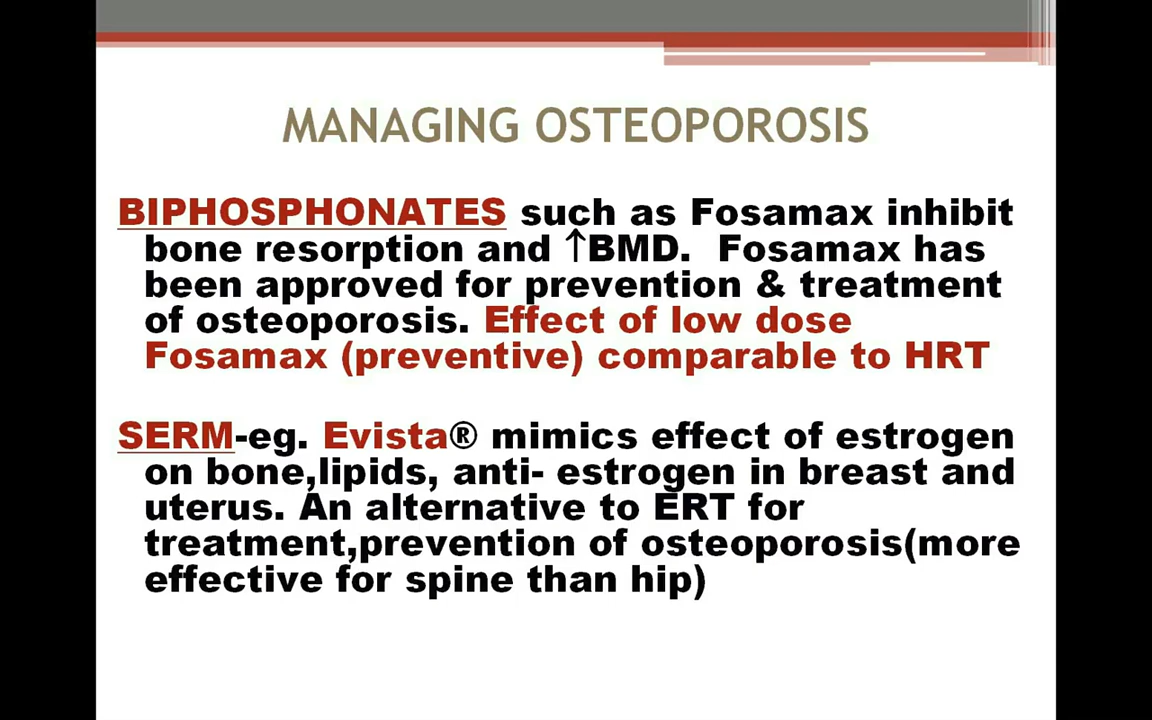 MANAGING OSTEOPOROSIS
BIPHOSPHONATES such as Fosamax inhibit
bone resorption and ↑BMD. Fosamax has
been approved for prevention & treatment
of osteoporosis. Effect of low dose
Fosamax (preventive) comparable to HRT
SERM-eg. Evista® mimics effect of estrogen
on bone,lipids, anti- estrogen in breast and
uterus. An alternative to ERT for
treatment,prevention of osteoporosis(more
effective for spine than hip)